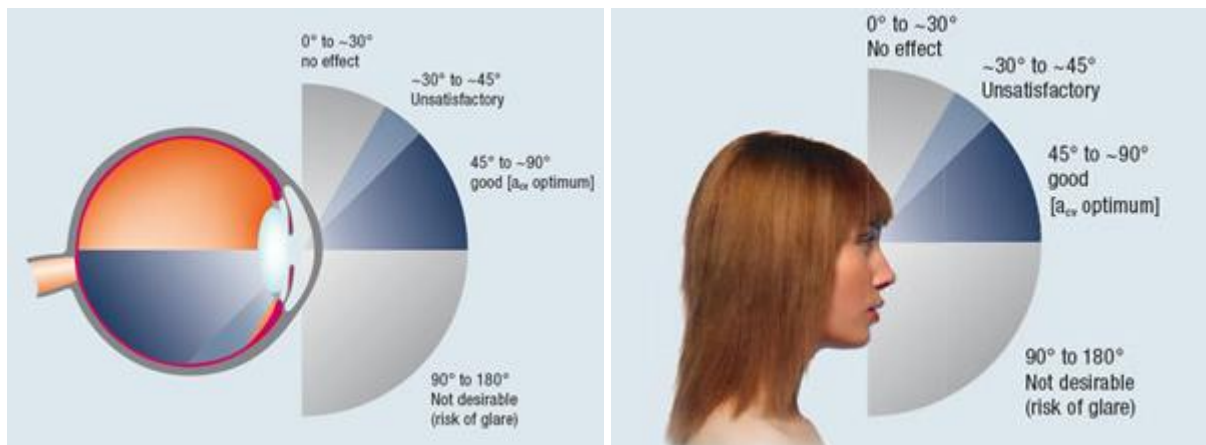 0° to ~30°
no effect
~30° to ~45°
Unsatisfactory
45° to ~90°
good [acv optimum]
90° to 180°
Not desirable
(risk of glare)
0° to ~30°
No effect
~30° to ~45°
Unsatisfactory
45° to ~90°
good
[acv optimum]
90° to 180°
Not desirable
(risk of glare)